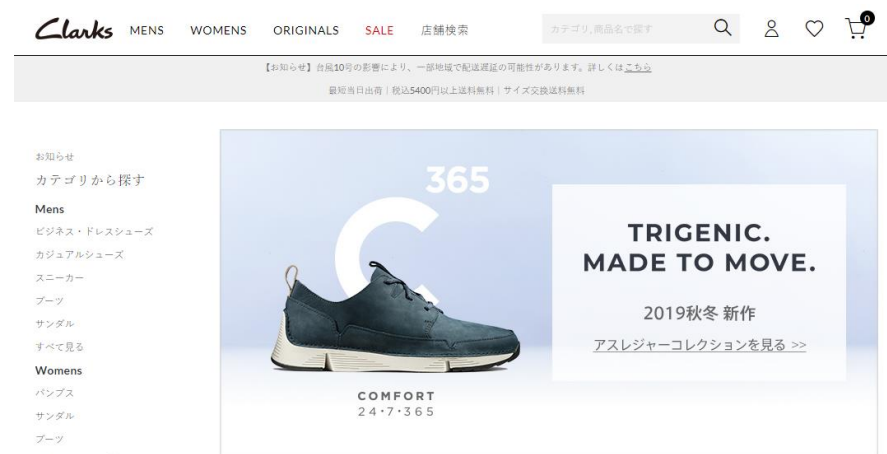 Clarks
MENS WOMENS ORIGINALS SALE 店舗検索
カテゴリ,商品名で探す
0
【お知らせ】台風10号の影響により、一部地域で配送遅延の可能性があります。詳しくはこちら
最短当日出荷｜税込5400円以上送料無料｜サイズ交換送料無料
お知らせ
カテゴリから探す
Mens
ビジネス・ドレスシューズ
カジュアルシューズ
スニーカー
ブーツ
サンダル
すべて見る
Womens
パンプス
サンダル
ブーツ
C 365
COMFORT
24・7・365
TRIGENIC.
MADE TO MOVE.
2019秋冬 新作
アスレジャーコレクションを見る >>